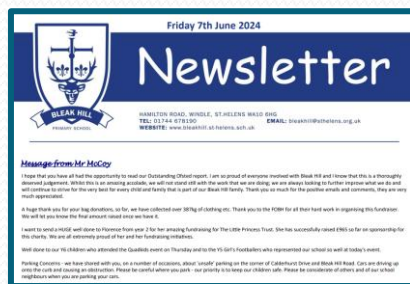 Friday 7th June 2024
Newsletter
BLEAK HILL
PRIMARY SCHOOL
HAMILTON ROAD, WINDLE, ST.HELENS WA10 6HG
TEL: 01744 678190 EMAIL: bleakhill@sthelens.org.uk
WEBSITE: www.bleakhill.st-helens.sch.uk
Message from Mr McCoy
I hope that you have all had the opportunity to read our Outstanding Ofsted report. I am so proud of everyone involved with Bleak Hill and I know that this is a thoroughly
deserved judgement. Whilst this is an amazing accolade, we will not stand still with the work that we are doing; we are always looking to further improve what we do and
will continue to strive for the very best for every child and family that is part of our Bleak Hill family. Thank you so much for the positive emails and comments, they are very
much appreciated.
A huge thank you for your bag donations, so far, we have collected over 387kg of clothing etc. Thank you to the FOBH for all their hard work in organising this fundraiser.
We will let you know the final amount raised once we have it.
I want to send a HUGE well done to Florence from year 2 for her amazing fundraising for The Little Princess Trust. She has successfully raised £965 so far on sponsorship for
this charity. We are all extremely proud of her and her fundraising initiatives.
Well done to our Y6 children who attended the Quadkids event on Thursday and to the Y5 Girl's Footballers who represented our school so well at today's event.
Parking Concerns - we have shared with you, on a number of occasions, about 'unsafe' parking on the corner of Calderhurst Drive and Bleak Hill Road. Cars are driving up
onto the curb and causing an obstruction. Please be careful where you park - our priority is to keep our children safe. Please be considerate of others and of our school
neighbours when you are parking your cars.